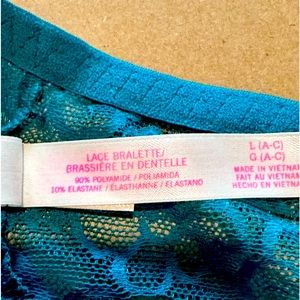 LACE BRALETTE/
BRASSIÈRE EN DENTELLE
90% POLYAMIDE / POLIAMIDA
10% ELASTANE / ÉLASTHANNE / ELASTANO
L (A-C)
G (A-C)
MADE IN VIETNAM
FAIT AU VIETNAM
HECHO EN VIETNAM